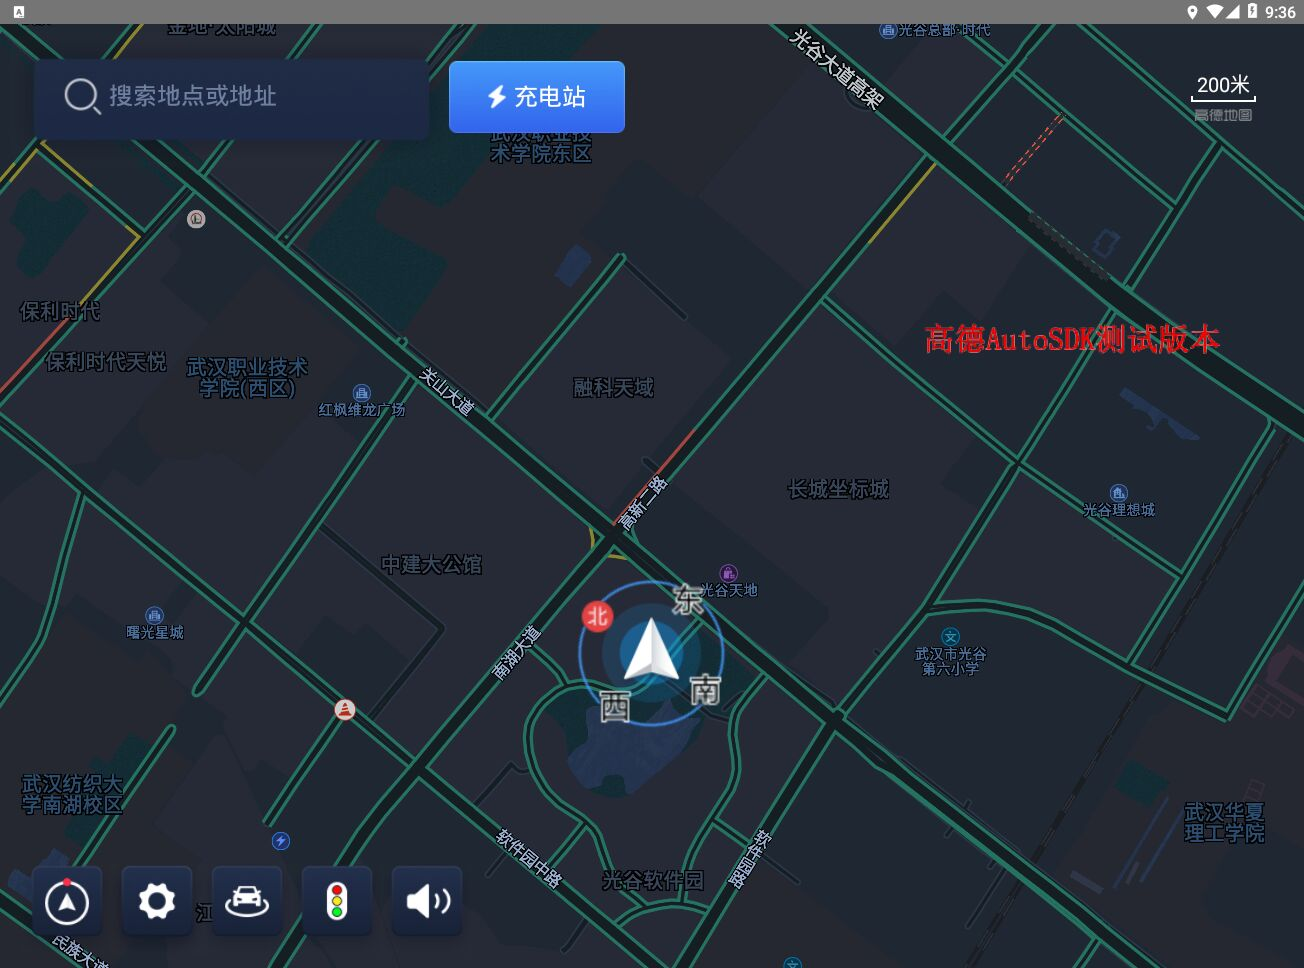 A
9:36
金地·太阳城
光谷总部·时代
光谷大道高架
搜索地点或地址
充电站
200米
高德地图
武汉职业技
术学院东区
保利时代
保利时代天悦
武汉职业技术
学院(西区)
红枫维龙广场
关山大道
融科天域
高德AutoSDK测试版本
长城坐标城
光谷理想城
高新二路
中建大公馆
光谷天地
曙光星城
北
东
南
西
南湖大道
文
武汉市光谷
第六小学
武汉纺织大
学南湖校区
软件园中路
软件园路
光谷软件园
武汉华夏
理工学院
江
民族大道
文